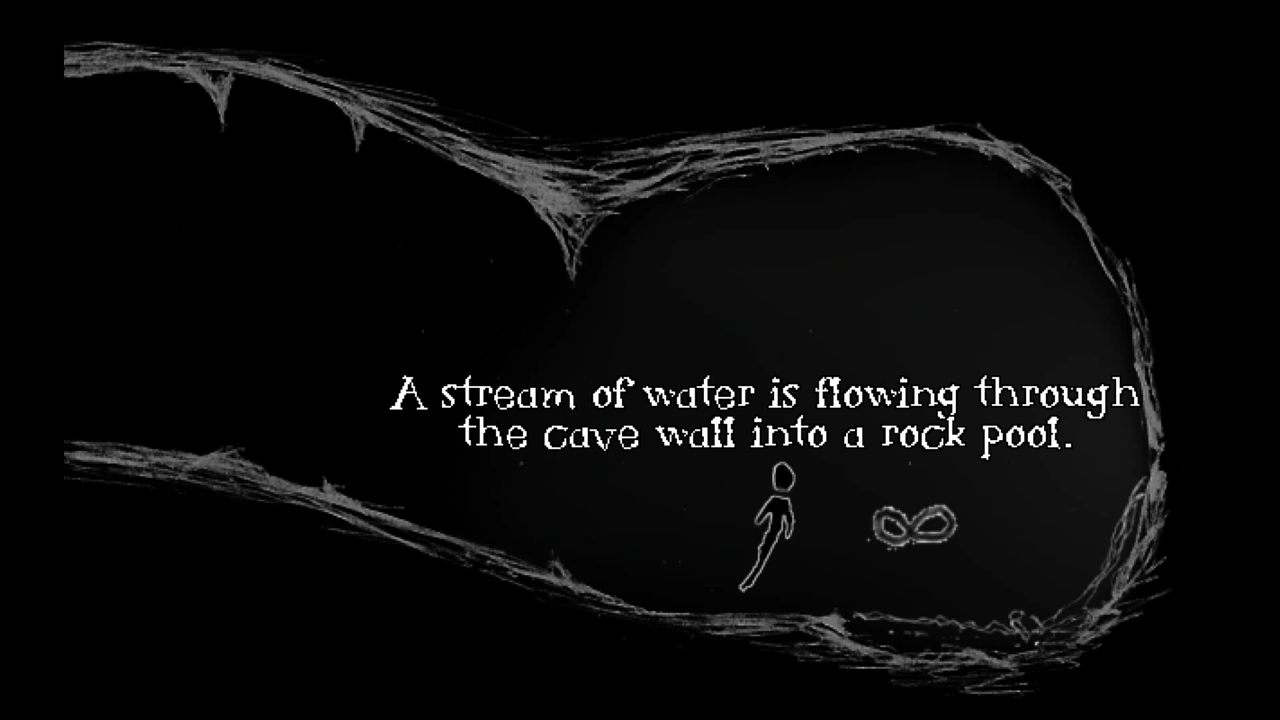 A stream of water is flowing through
the cave wall into a rock pool.